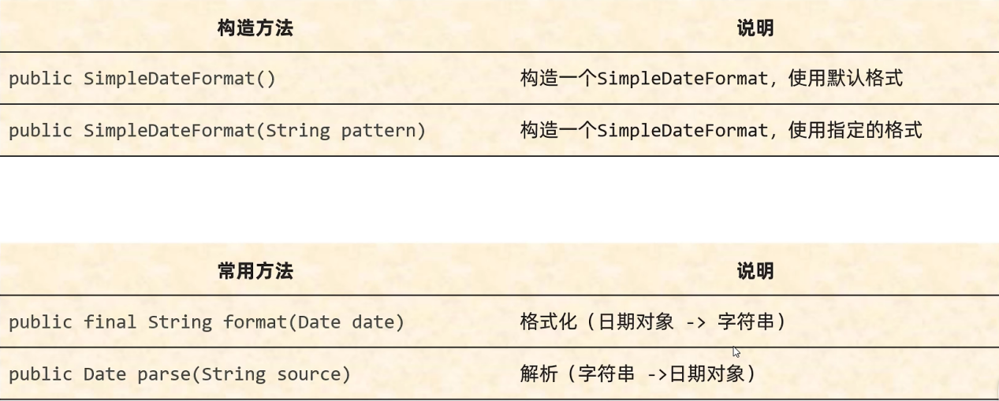 构造方法 说明
public SimpleDateFormat() 构造一个SimpleDateFormat，使用默认格式
public SimpleDateFormat(String pattern) 构造一个SimpleDateFormat，使用指定的格式
常用方法 说明
public final String format(Date date) 格式化（日期对象 -> 字符串）
public Date parse(String source) 解析（字符串 ->日期对象）